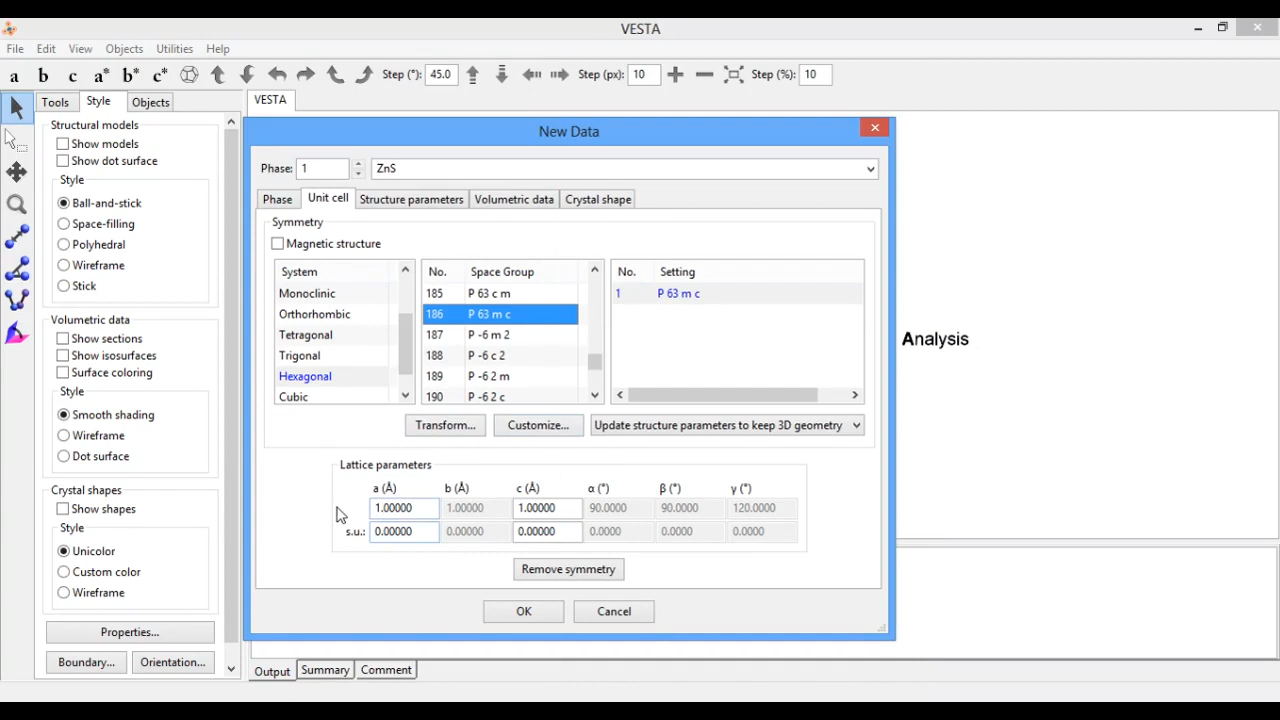 VESTA
File Edit View Objects Utilities Help
a b c a* b* c* Step (°): 45.0 Step (px): 10 Step (%): 10
Tools Style Objects
VESTA
Structural models
Show models
Show dot surface
Style
Ball-and-stick
Space-filling
Polyhedral
Wireframe
Stick
Volumetric data
Show sections
Show isosurfaces
Surface coloring
Style
Smooth shading
Wireframe
Dot surface
Crystal shapes
Show shapes
Style
Unicolor
Custom color
Wireframe
Properties...
Boundary... Orientation...
New Data
Phase: 1 ZnS
Phase Unit cell Structure parameters Volumetric data Crystal shape
Symmetry
Magnetic structure
System No. Space Group No. Setting
Monoclinic 185 P 63 c m 1 P 63 m c
Orthorhombic 186 P 63 m c
Tetragonal 187 P -6 m 2
Trigonal 188 P -6 c 2
Hexagonal 189 P -6 2 m
Cubic 190 P -6 2 c
Transform... Customize... Update structure parameters to keep 3D geometry
Lattice parameters
a (Å) b (Å) c (Å) α (°) β (°) γ (°)
1.00000 1.00000 1.00000 90.0000 90.0000 120.0000
s.u.: 0.00000 0.00000 0.00000 0.0000 0.0000 0.0000
Remove symmetry
OK Cancel
Analysis
Output Summary Comment